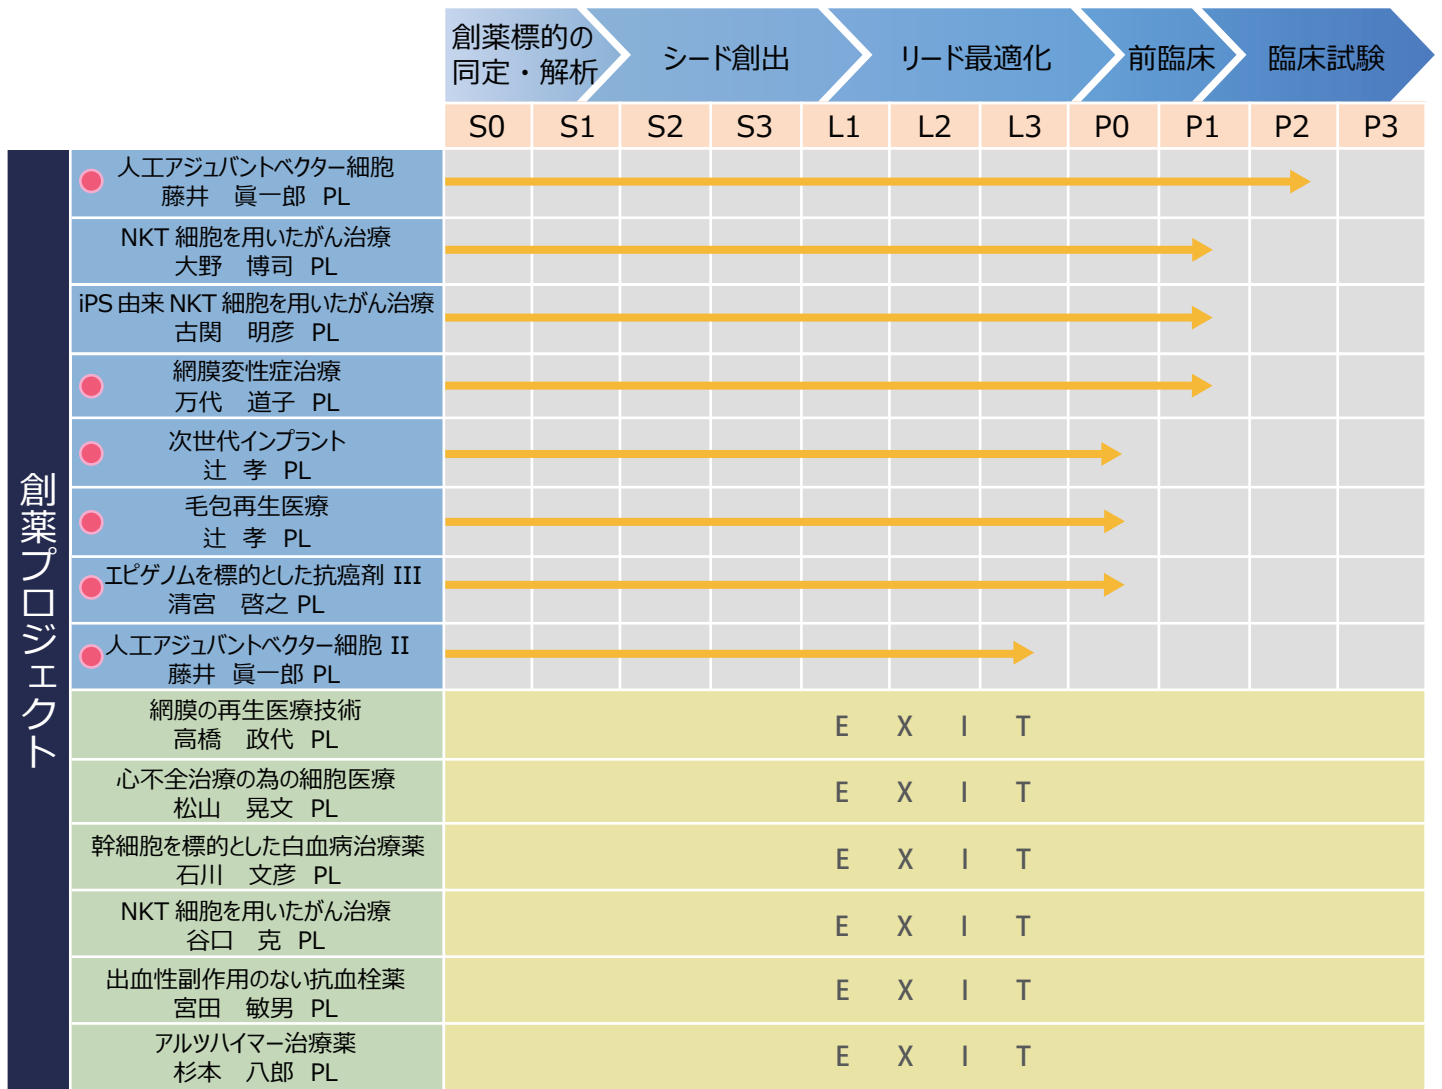 創薬標的の
同定・解析
シード創出
リード最適化
前臨床
臨床試験
S0 S1 S2 S3 L1 L2 L3 P0 P1 P2 P3
創薬プロジェクト
人工アジュバントベクター細胞
藤井 眞一郎 PL
NKT 細胞を用いたがん治療
大野 博司 PL
iPS 由来 NKT 細胞を用いたがん治療
古関 明彦 PL
網膜変性症治療
万代 道子 PL
次世代インプラント
辻 孝 PL
毛包再生医療
辻 孝 PL
エピゲノムを標的とした抗癌剤 III
清宮 啓之 PL
人工アジュバントベクター細胞 II
藤井 眞一郎 PL
網膜の再生医療技術
高橋 政代 PL
E X I T
心不全治療の為の細胞医療
松山 晃文 PL
E X I T
幹細胞を標的とした白血病治療薬
石川 文彦 PL
E X I T
NKT 細胞を用いたがん治療
谷口 克 PL
E X I T
出血性副作用のない抗血栓薬
宮田 敏男 PL
E X I T
アルツハイマー治療薬
杉本 八郎 PL
E X I T